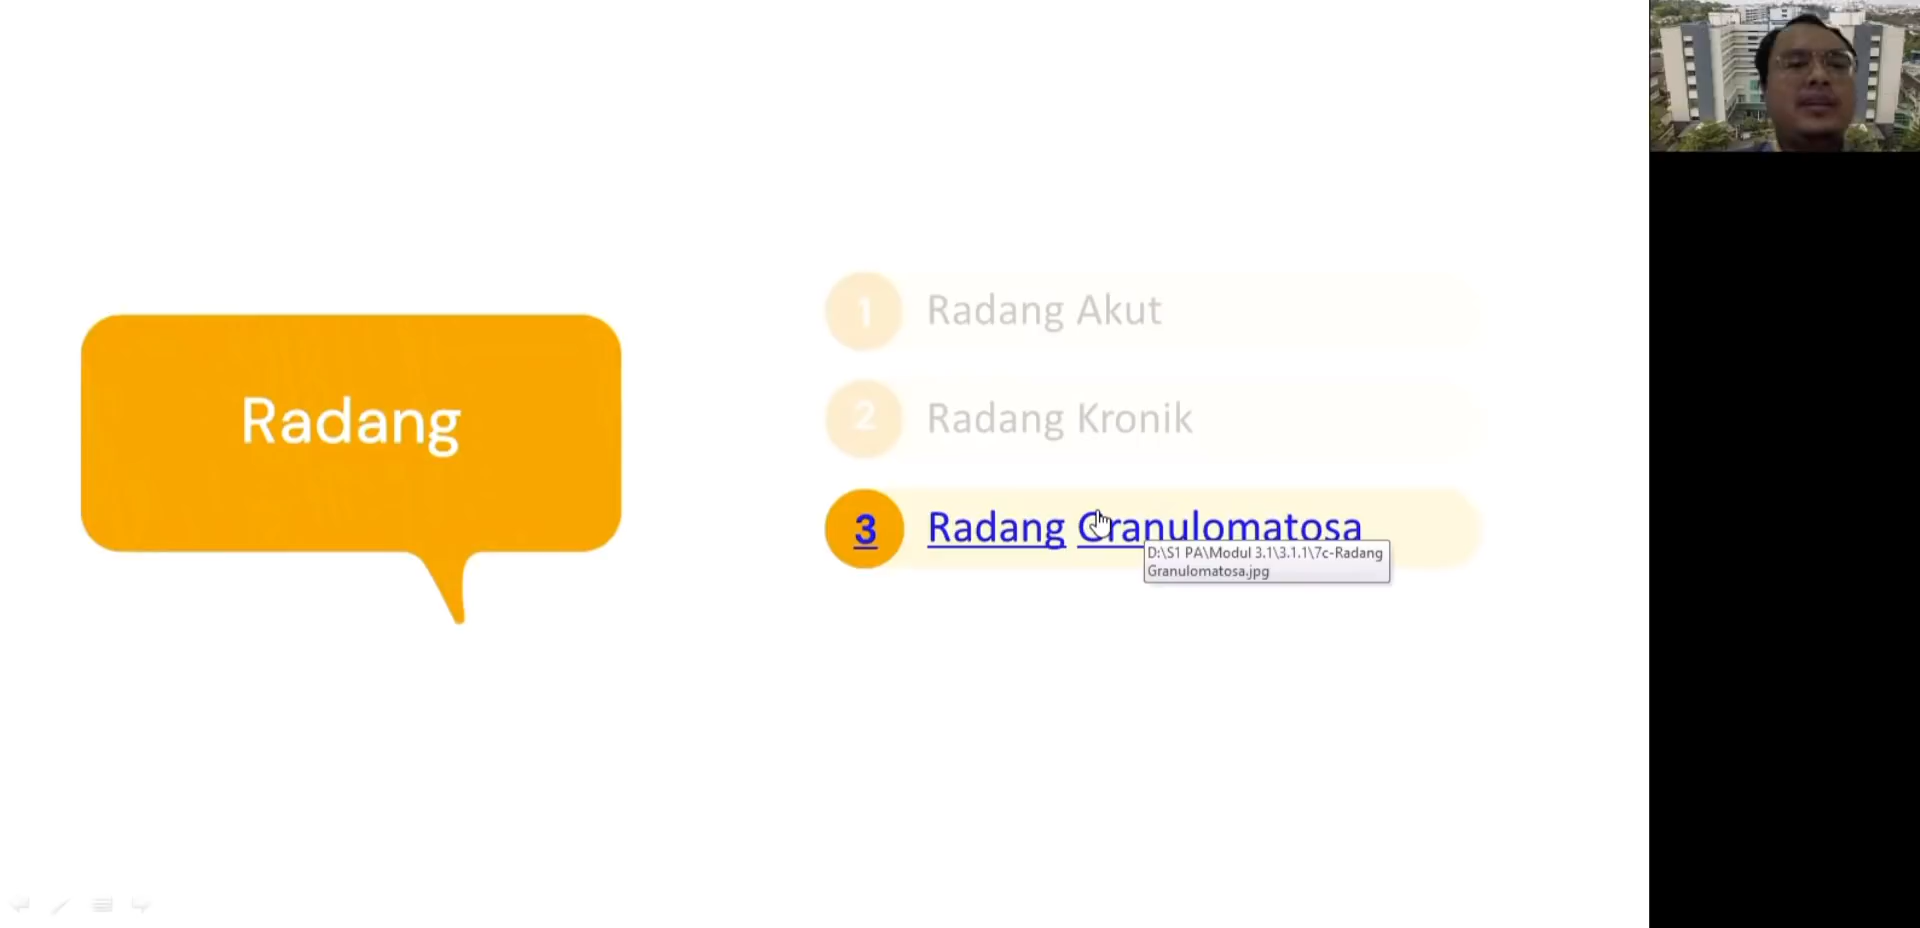 Radang
1 Radang Akut
2 Radang Kronik
3 Radang Granulomatosa
D:\S1 PA\Modul 3.1\3.1.1\7c-Radang
Granulomatosa.jpg